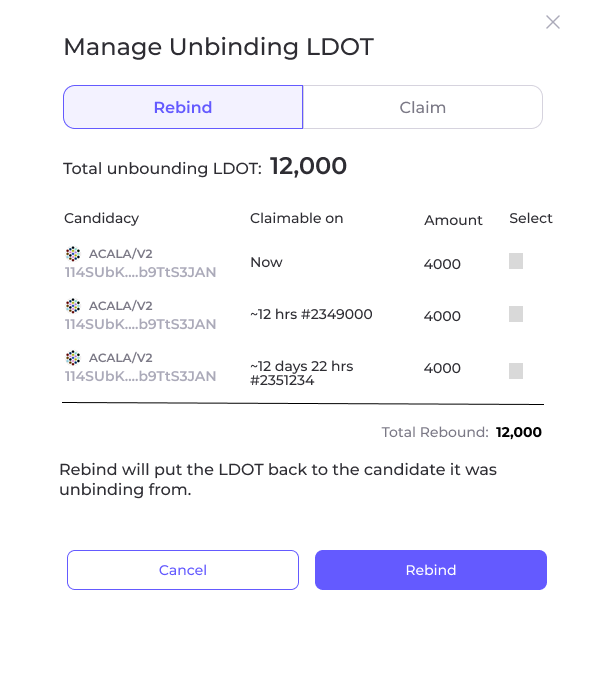 Manage Unbinding LDOT
Rebind Claim
Total unbounding LDOT: 12,000
Candidacy Claimable on Amount Select
ACALA/V2
114SUbK....b9TtS3JAN Now 4000
ACALA/V2
114SUbK....b9TtS3JAN ~12 hrs #2349000 4000
ACALA/V2
114SUbK....b9TtS3JAN ~12 days 22 hrs 4000
#2351234
Total Rebound: 12,000
Rebind will put the LDOT back to the candidate it was
unbinding from.
Cancel Rebind